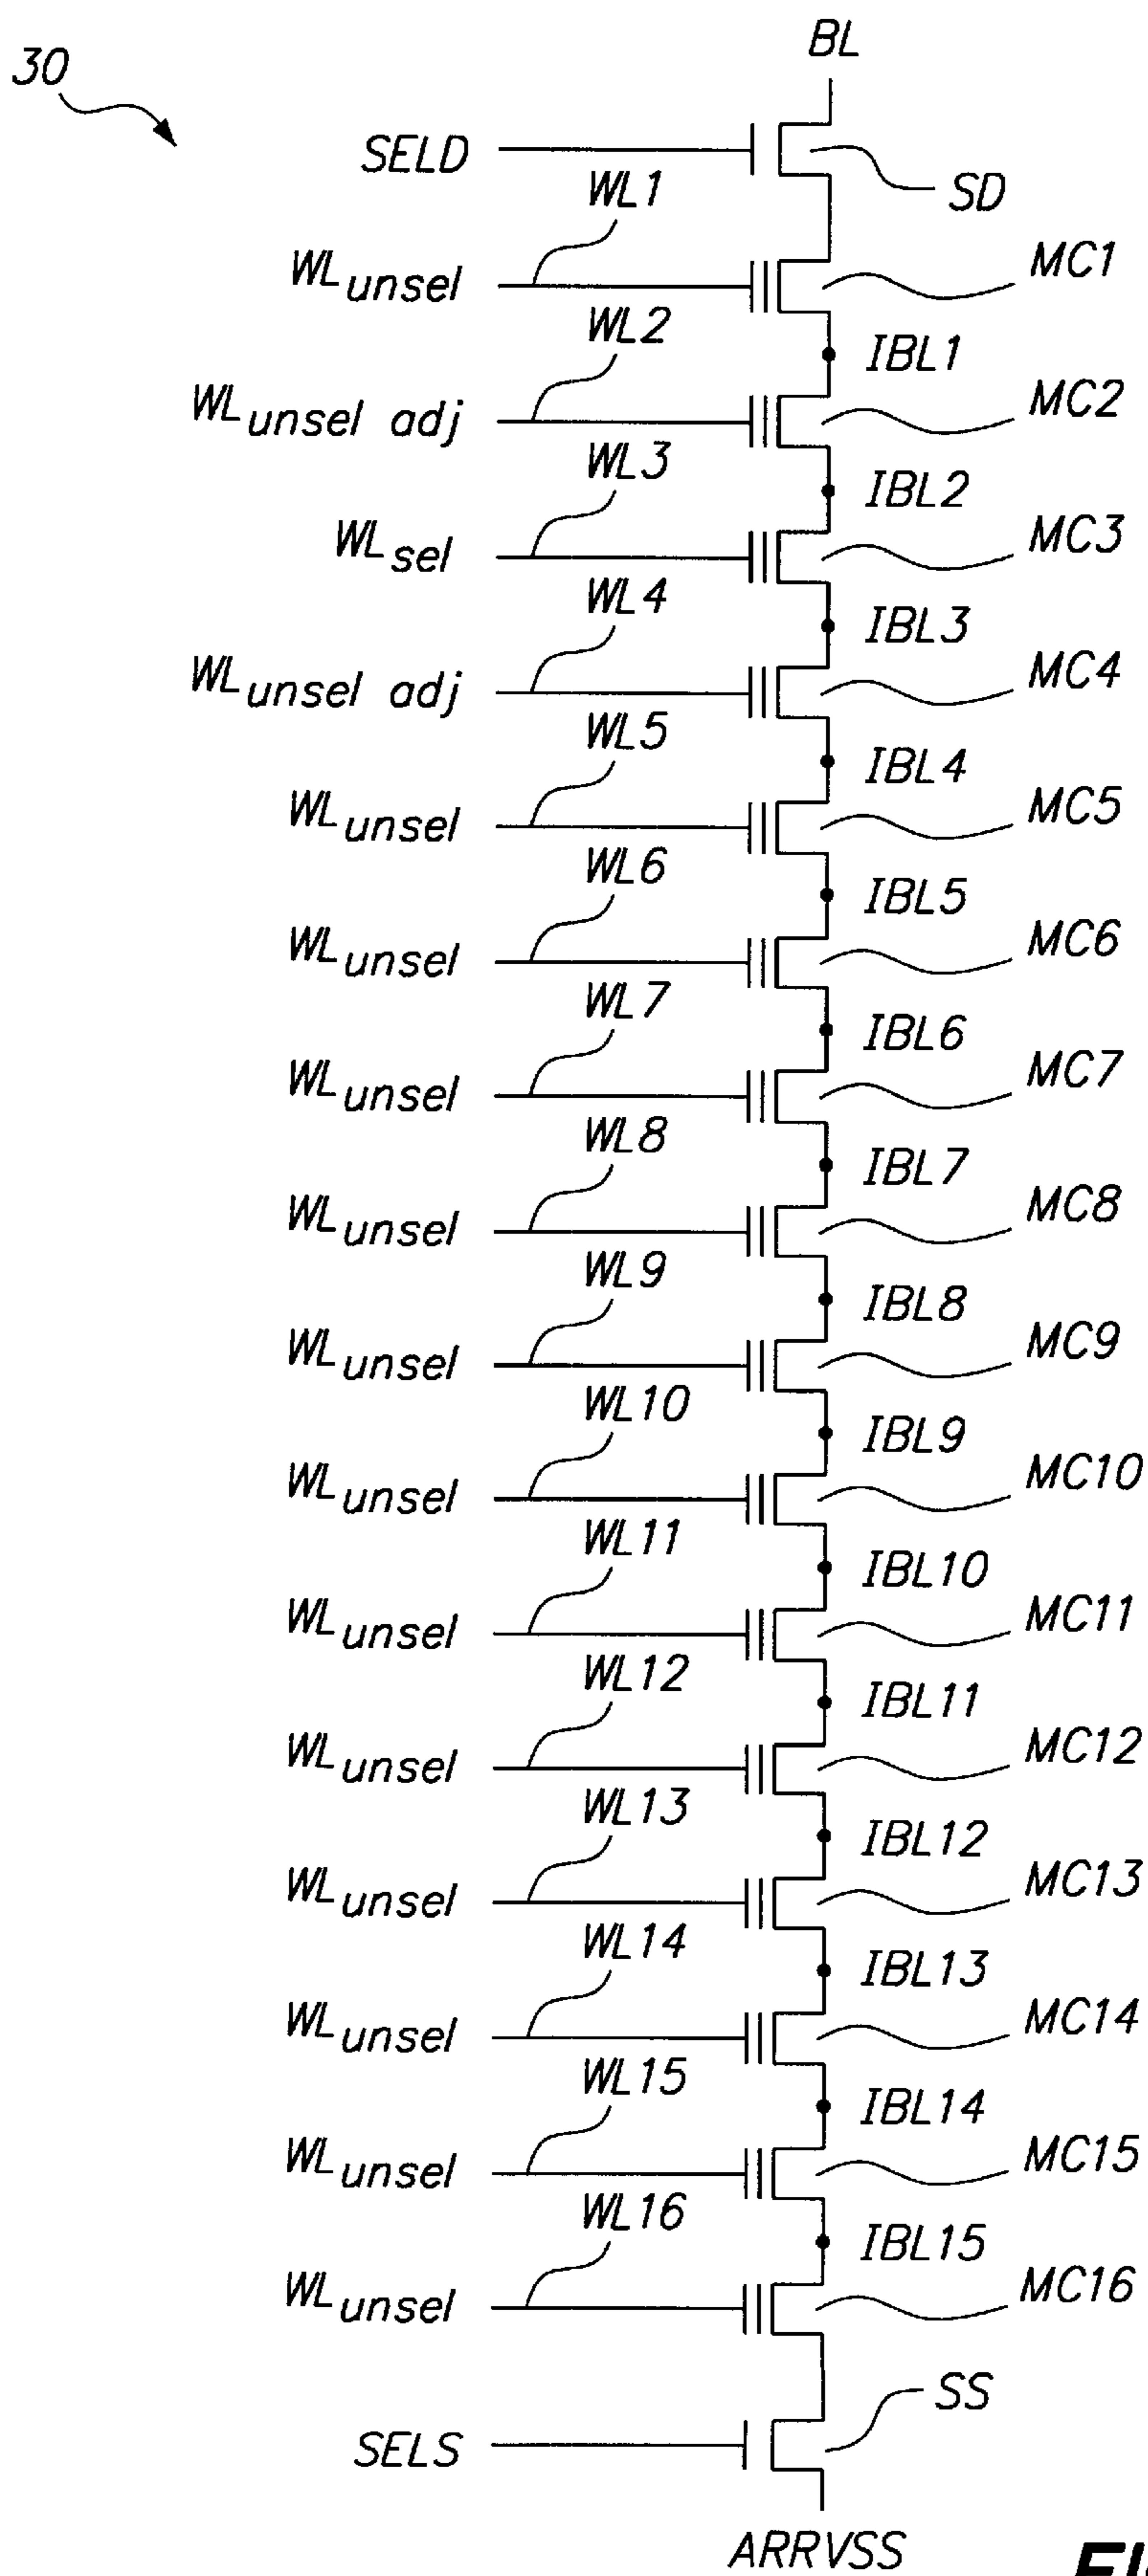 BL
30
SELD
SD
WL1
WLunsel
MC1
WL2
IBL1
WLunsel adj
MC2
WL3
IBL2
WLsel
MC3
WL4
IBL3
WLunsel adj
MC4
WL5
IBL4
WLunsel
MC5
WL6
IBL5
WLunsel
MC6
WL7
IBL6
WLunsel
MC7
WL8
IBL7
WLunsel
MC8
WL9
IBL8
WLunsel
MC9
WL10
IBL9
WLunsel
MC10
WL11
IBL10
WLunsel
MC11
WL12
IBL11
WLunsel
MC12
WL13
IBL12
WLunsel
MC13
WL14
IBL13
WLunsel
MC14
WL15
IBL14
WLunsel
MC15
WL16
IBL15
WLunsel
MC16
SS
SELS
ARRVSS